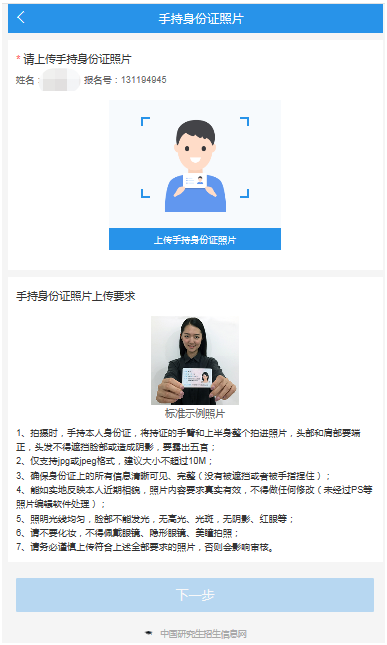 手持身份证照片
* 请上传手持身份证照片
姓名： 报名号：131194945
上传手持身份证照片
手持身份证照片上传要求
标准示例照片
1、拍摄时，手持本人身份证，将持证的手臂和上半身整个拍进照片，头部和肩部要端
正，头发不得遮挡脸部或造成阴影，要露出五官；
2、仅支持jpg或jpeg格式，建议大小不超过10M；
3、确保身份证上的所有信息清晰可见、完整（没有被遮挡或者被手指捏住）；
4、能如实地反映本人近期相貌，照片内容要求真实有效，不得做任何修改（未经过PS等
照片编辑软件处理）；
5、照明光线均匀，脸部不能发光，无高光、光斑，无阴影、红眼等；
6、请不要化妆，不得佩戴眼镜、隐形眼镜、美瞳拍照；
7、请务必谨慎上传符合上述全部要求的照片，否则会影响审核。
下一步
中国研究生招生信息网